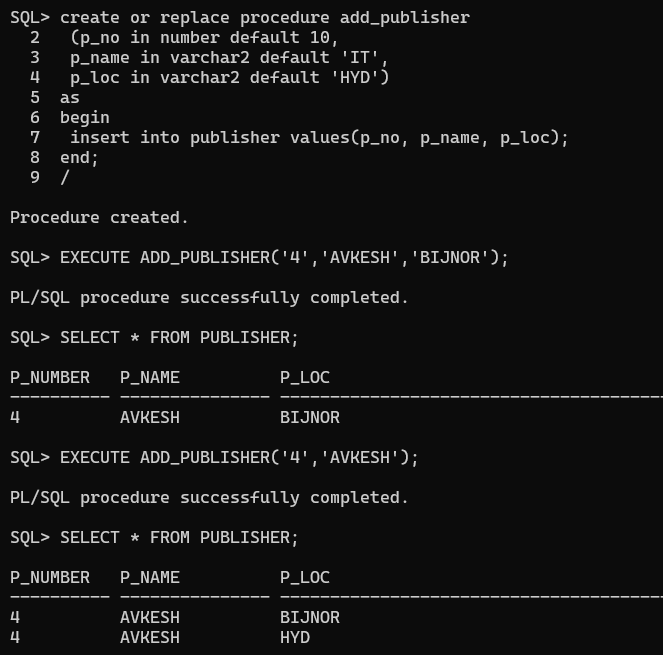 SQL> create or replace procedure add_publisher
  2   (p_no in number default 10,
  3   p_name in varchar2 default 'IT',
  4   p_loc in varchar2 default 'HYD')
  5  as
  6  begin
  7   insert into publisher values(p_no, p_name, p_loc);
  8  end;
  9  /
Procedure created.
SQL> EXECUTE ADD_PUBLISHER('4','AVKESH','BIJNOR');
PL/SQL procedure successfully completed.
SQL> SELECT * FROM PUBLISHER;
P_NUMBER   P_NAME          P_LOC
---------- --------------- ---------------------------------------
4          AVKESH          BIJNOR
SQL> EXECUTE ADD_PUBLISHER('4','AVKESH');
PL/SQL procedure successfully completed.
SQL> SELECT * FROM PUBLISHER;
P_NUMBER   P_NAME          P_LOC
---------- --------------- ---------------------------------------
4          AVKESH          BIJNOR
4          AVKESH          HYD